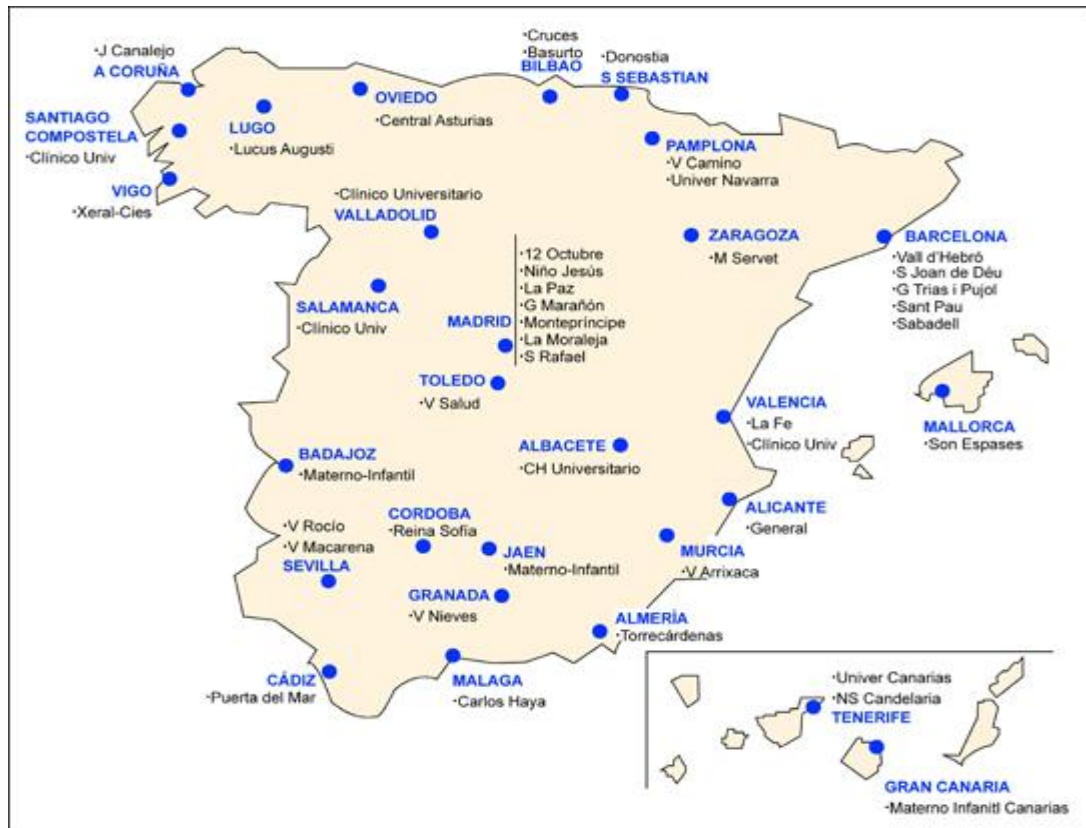 ·J Canalejo
A CORUÑA
SANTIAGO
COMPOSTELA
·Clínico Univ
VIGO
·Xeral-Cies
LUGO
·Lucus Augusti
OVIEDO
·Central Asturias
·Cruces
·Basurto
BILBAO
·Donostia
S SEBASTIAN
PAMPLONA
·V Camino
·Univer Navarra
·Clínico Universitario
VALLADOLID
ZARAGOZA
·M Servet
BARCELONA
·Vall d'Hebró
·S Joan de Déu
·G Trias i Pujol
·Sant Pau
·Sabadell
SALAMANCA
·Clínico Univ
MADRID
·12 Octubre
·Niño Jesús
·La Paz
·G Marañón
·Montepríncipe
·La Moraleja
·S Rafael
TOLEDO
·V Salud
VALENCIA
·La Fe
·Clínico Univ
MALLORCA
·Son Espases
BADAJOZ
·Materno-Infantil
ALBACETE
·CH Universitario
ALICANTE
·General
·V Rocío
·V Macarena
SEVILLA
CORDOBA
·Reina Sofía
JAEN
·Materno-Infantil
MURCIA
·V Arrixaca
GRANADA
·V Nieves
ALMERÍA
·Torrecárdenas
CÁDIZ
·Puerta del Mar
MALAGA
·Carlos Haya
·Univer Canarias
·NS Candelaria
TENERIFE
GRAN CANARIA
·Materno Infanitl Canarias